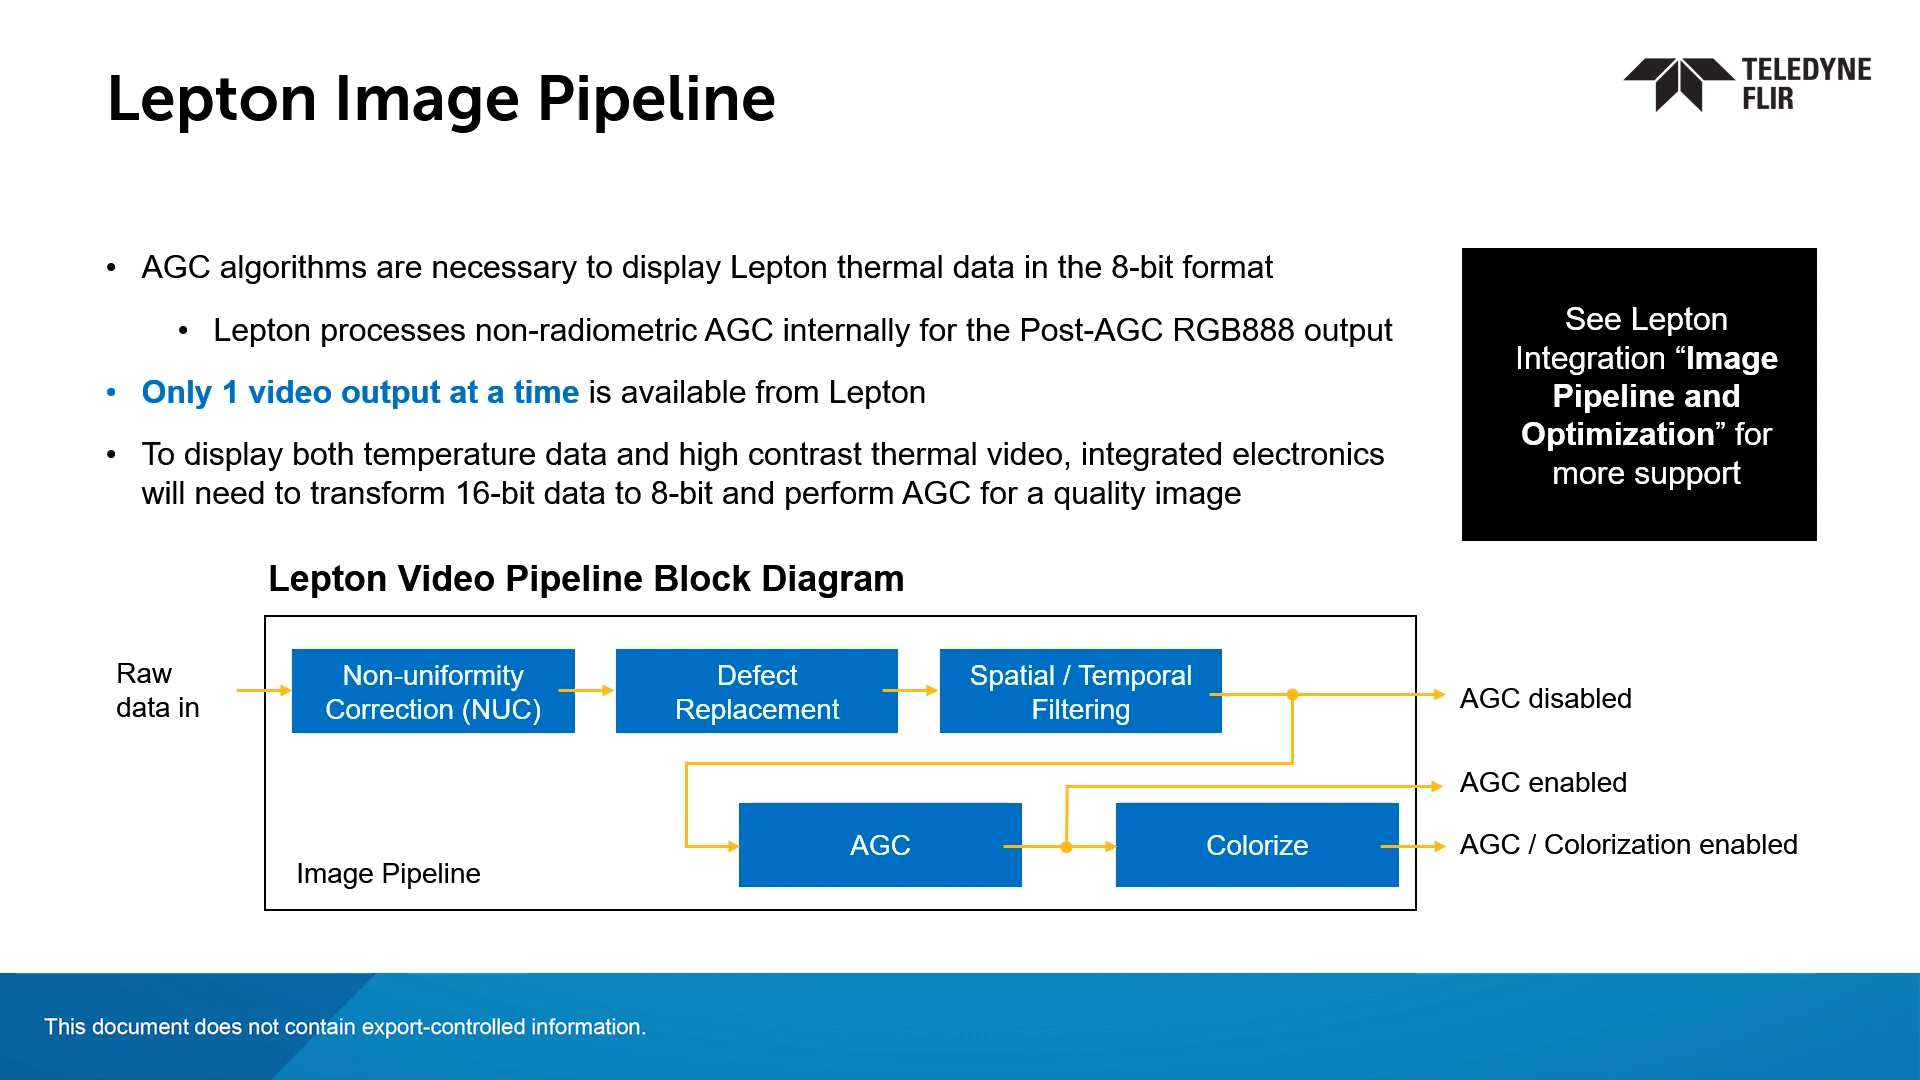 Lepton Image Pipeline
TELEDYNE
FLIR
• AGC algorithms are necessary to display Lepton thermal data in the 8-bit format
• Lepton processes non-radiometric AGC internally for the Post-AGC RGB888 output
• Only 1 video output at a time is available from Lepton
• To display both temperature data and high contrast thermal video, integrated electronics
will need to transform 16-bit data to 8-bit and perform AGC for a quality image
See Lepton
Integration “Image
Pipeline and
Optimization” for
more support
Lepton Video Pipeline Block Diagram
Raw
data in
Non-uniformity
Correction (NUC)
Defect
Replacement
Spatial / Temporal
Filtering
AGC disabled
AGC enabled
AGC
Colorize
AGC / Colorization enabled
Image Pipeline
This document does not contain export-controlled information.